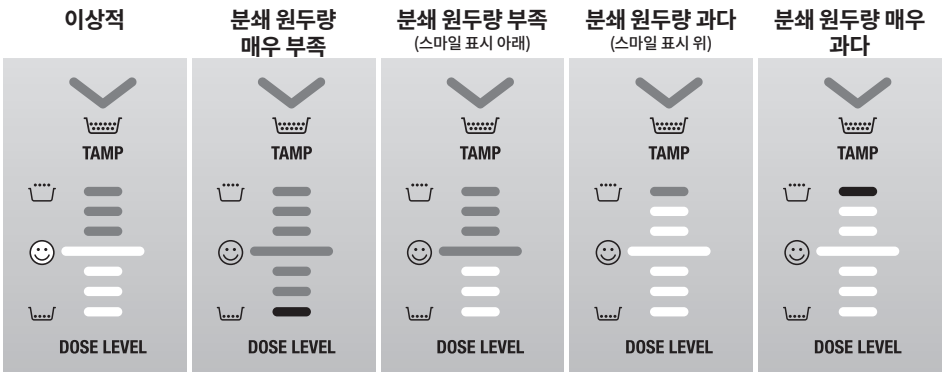 이상적
TAMP
DOSE LEVEL
분쇄 원두량
매우 부족
TAMP
DOSE LEVEL
분쇄 원두량 부족
(스마일 표시 아래)
TAMP
DOSE LEVEL
분쇄 원두량 과다
(스마일 표시 위)
TAMP
DOSE LEVEL
분쇄 원두량 매우
과다
TAMP
DOSE LEVEL